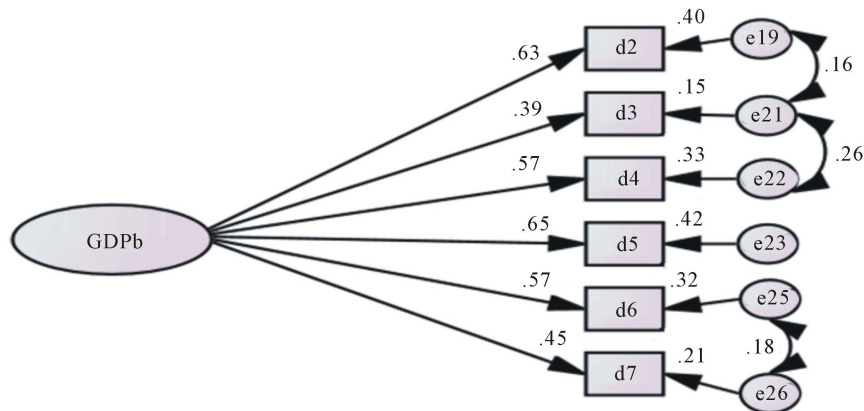 .40
e19
d2
.63
.16
.15
.39
d3
e21
.33
.26
.57
d4
e22
.65
.42
GDPb
d5
e23
.57
.32
d6
e25
.45
.18
.21
d7
e26